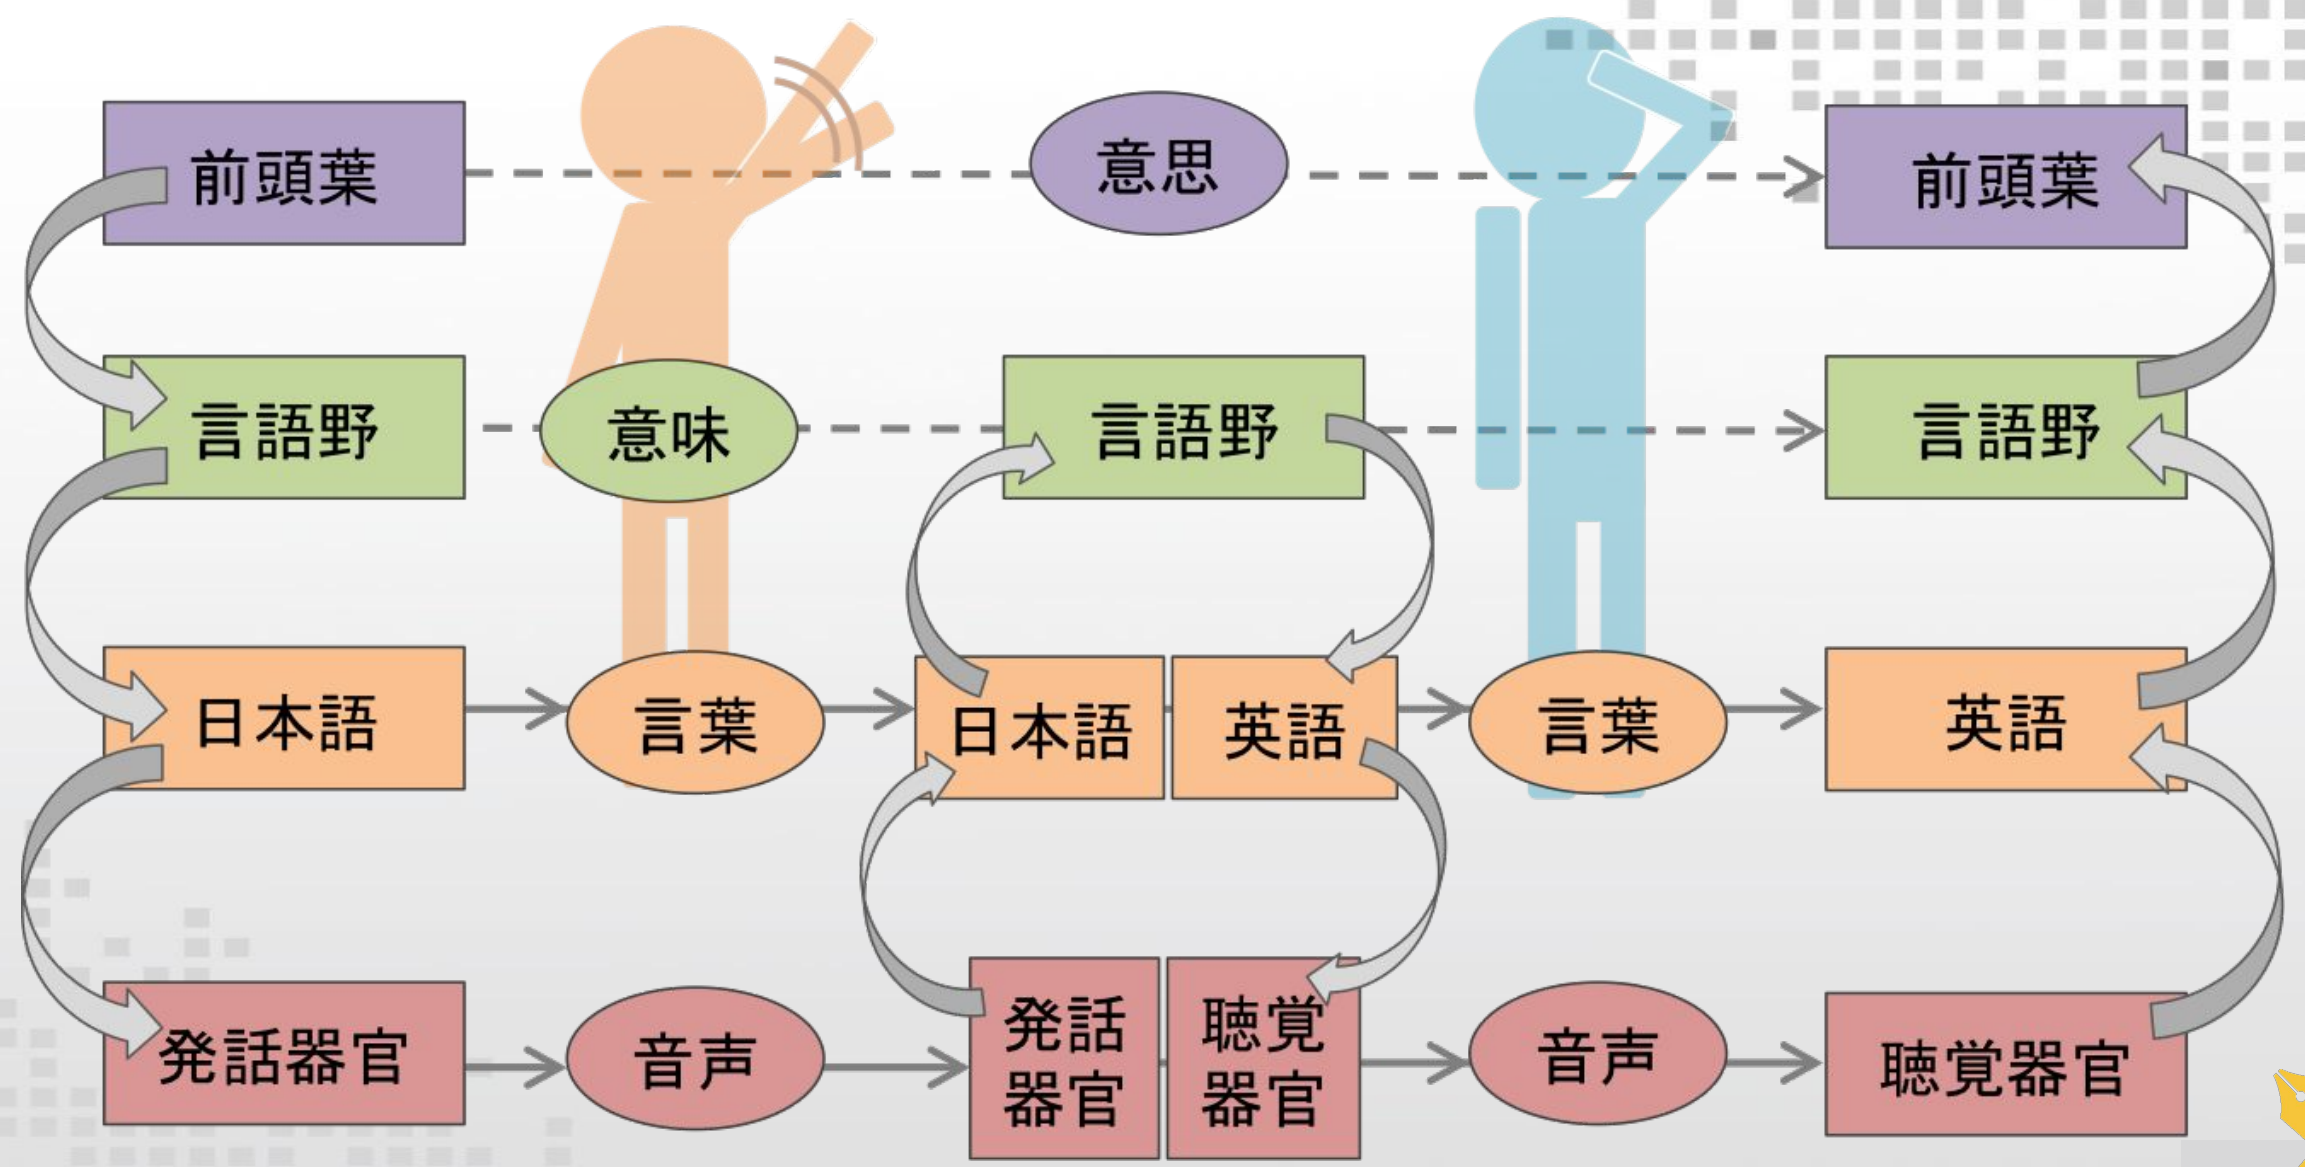 前頭葉
意思
前頭葉
言語野
意味
言語野
言語野
日本語
言葉
日本語
英語
言葉
英語
発話器官
音声
発話
器官
聴覚
器官
音声
聴覚器官